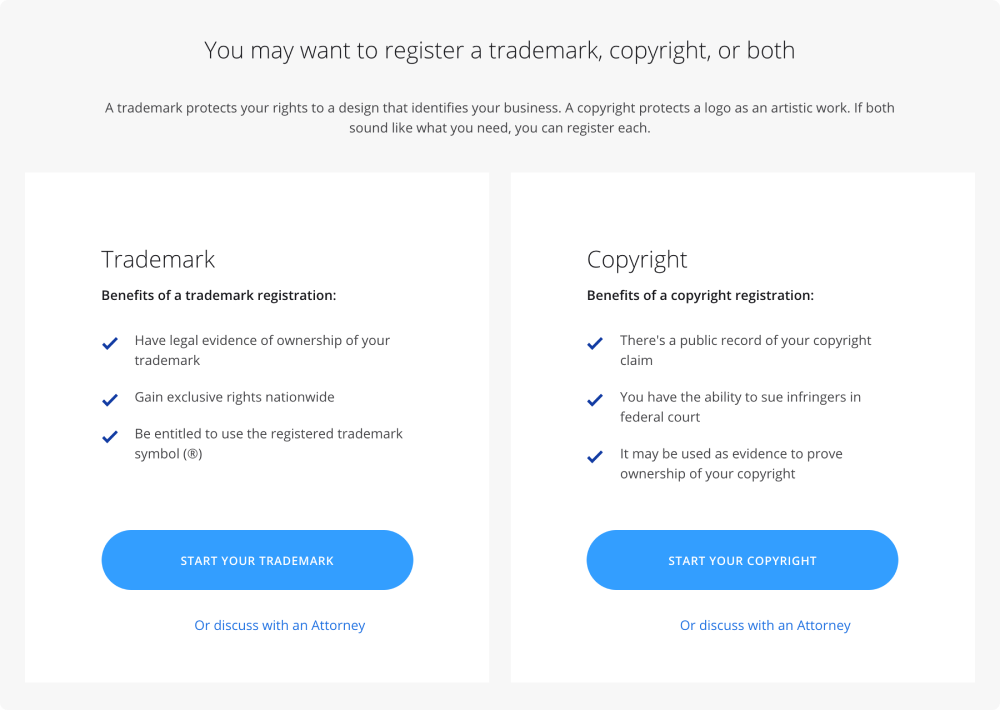 You may want to register a trademark, copyright, or both
A trademark protects your rights to a design that identifies your business. A copyright protects a logo as an artistic work. If both
sound like what you need, you can register each.
Trademark
Benefits of a trademark registration:
Have legal evidence of ownership of your
trademark
Gain exclusive rights nationwide
Be entitled to use the registered trademark
symbol (®)
START YOUR TRADEMARK
Or discuss with an Attorney
Copyright
Benefits of a copyright registration:
There's a public record of your copyright
claim
You have the ability to sue infringers in
federal court
It may be used as evidence to prove
ownership of your copyright
START YOUR COPYRIGHT
Or discuss with an Attorney